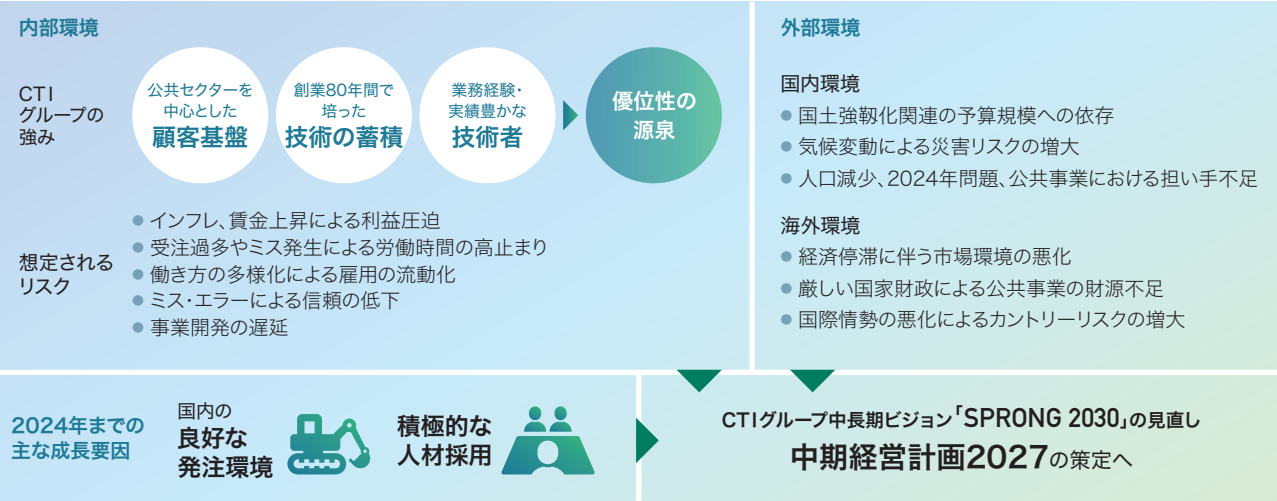 内部環境
CTI
グループの
強み
公共セクターを
中心とした
顧客基盤
創業80年間で
培った
技術の蓄積
業務経験・
実績豊かな
技術者
優位性の
源泉
想定される
リスク
● インフレ、賃金上昇による利益圧迫
● 受注過多やミス発生による労働時間の高止まり
● 働き方の多様化による雇用の流動化
● ミス・エラーによる信頼の低下
● 事業開発の遅延
外部環境
国内環境
● 国土強靱化関連の予算規模への依存
● 気候変動による災害リスクの増大
● 人口減少、2024年問題、公共事業における担い手不足
海外環境
● 経済停滞に伴う市場環境の悪化
● 厳しい国家財政による公共事業の財源不足
● 国際情勢の悪化によるカントリーリスクの増大
2024年までの
主な成長要因
国内の
良好な
発注環境
積極的な
人材採用
CTIグループ中長期ビジョン「SPRONG 2030」の見直し
中期経営計画2027の策定へ